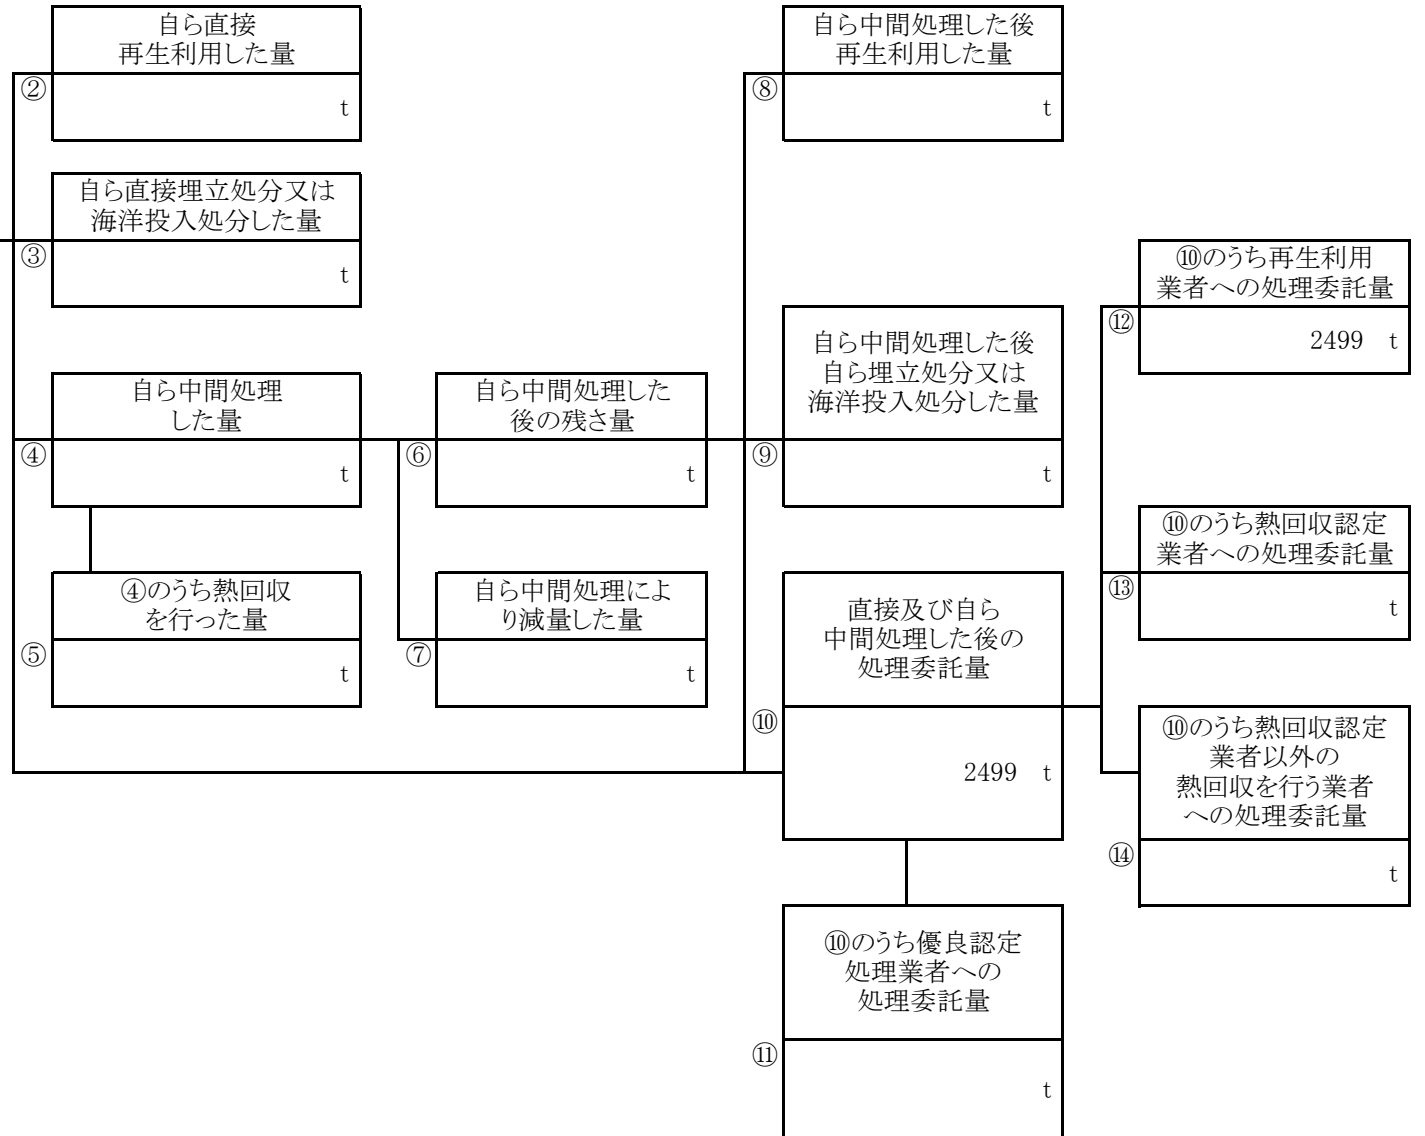 自ら直接
再生利用した量
②
t
自ら直接埋立処分又は
海洋投入処分した量
③
t
自ら中間処理
した量
④
t
④のうち熱回収
を行った量
⑤
t
自ら中間処理した
後の残さ量
⑥
t
自ら中間処理によ
り減量した量
⑦
t
自ら中間処理した後
再生利用した量
⑧
t
自ら中間処理した後
自ら埋立処分又は
海洋投入処分した量
⑨
t
直接及び自ら
中間処理した後の
処理委託量
⑩
2499 t
⑩のうち優良認定
処理業者への
処理委託量
⑪
t
⑩のうち再生利用
業者への処理委託量
⑫
2499 t
⑩のうち熱回収認定
業者への処理委託量
⑬
t
⑩のうち熱回収認定
業者以外の
熱回収を行う業者
への処理委託量
⑭
t